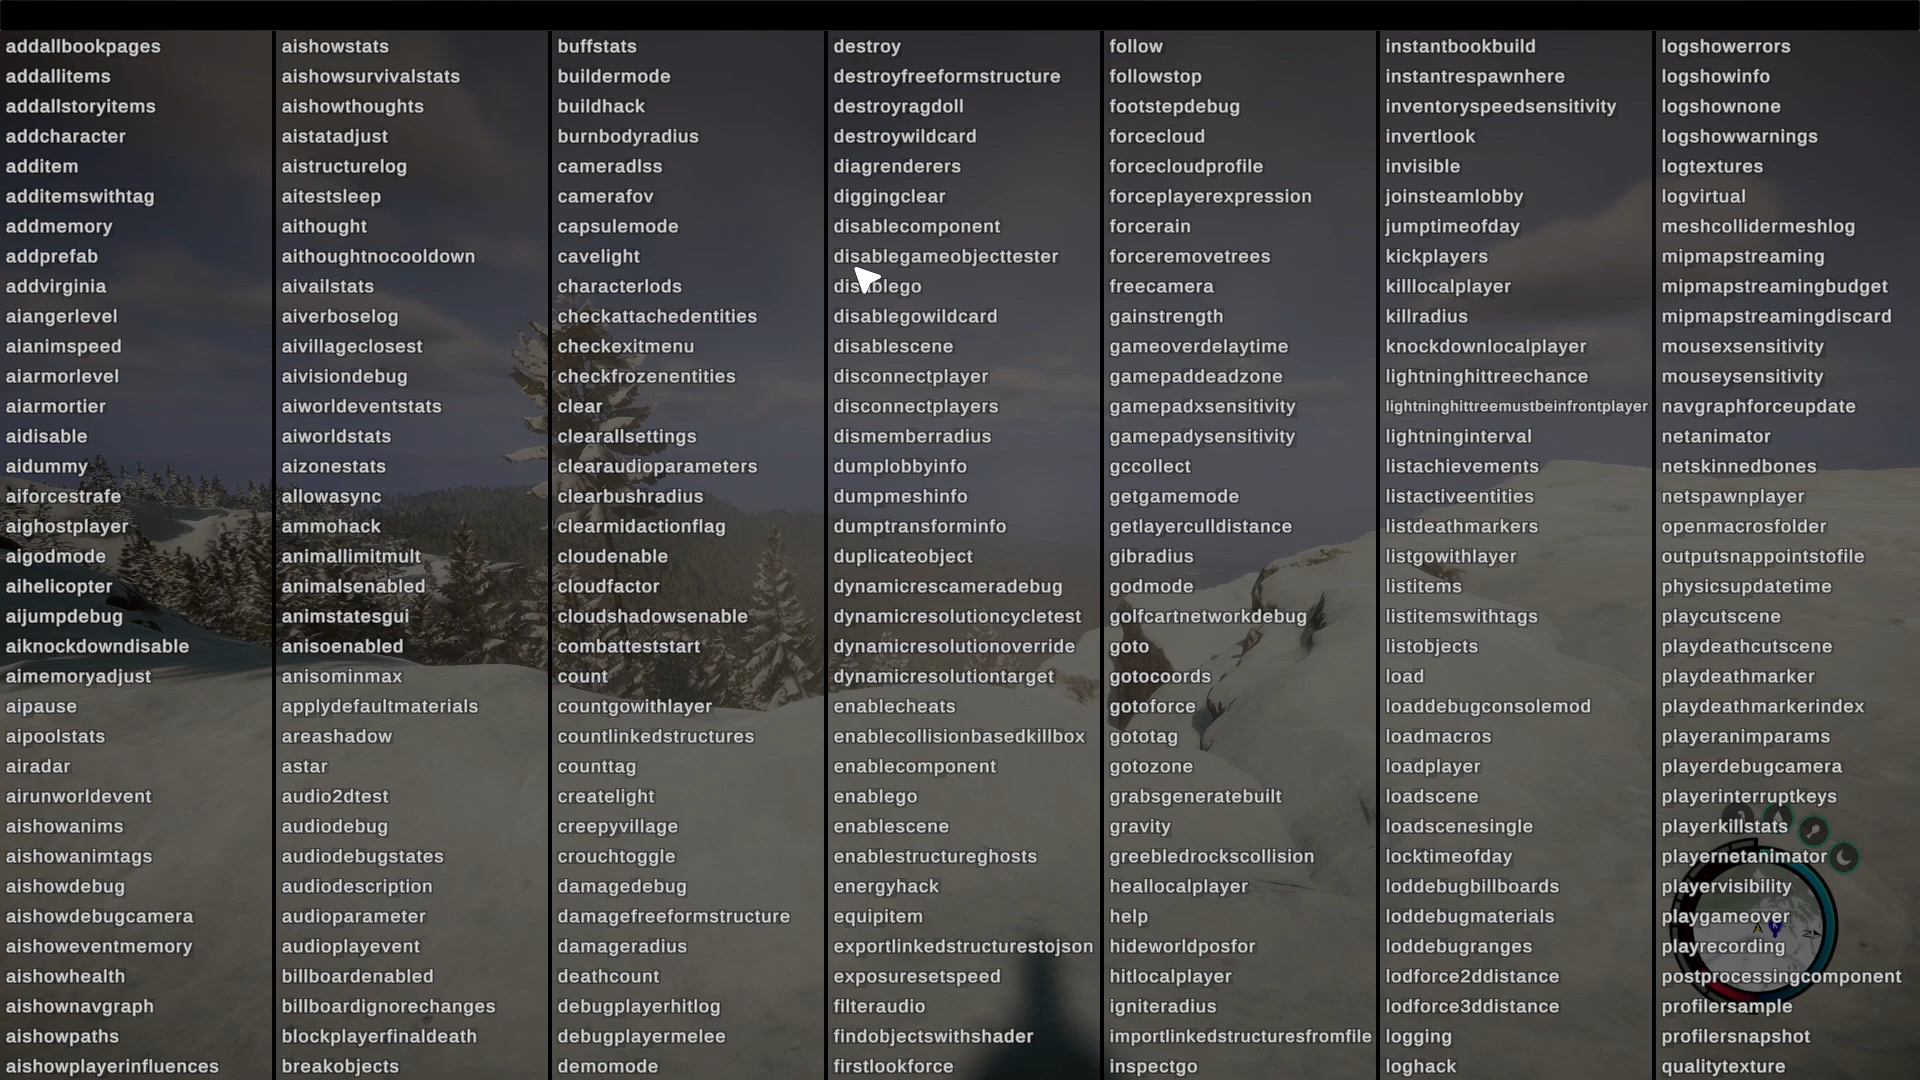 addallbookpages
addallitems
addallstoryitems
addcharacter
additem
additemswithtag
addmemory
addprefab
addvirginia
aiangerlevel
aianimspeed
aiarmorlevel
aiarmortier
aidisable
aidummy
aiforcestrafe
aighostplayer
aigodmode
aihelicopter
aijumpdebug
aiknockdowndisable
aimemoryadjust
aipause
aipoolstats
airadar
airunworldevent
aishowanims
aishowanimtags
aishowdebug
aishowdebugcamera
aishoweventmemory
aishowhealth
aishownavgraph
aishowpaths
aishowplayerinfluences
aishowstats
aishowsurvivalstats
aishowthoughts
aistatadjust
aistructurelog
aitestsleep
aithought
aithoughtnocooldown
aivailstats
aiverboselog
aivillageclosest
aivisiondebug
aiworldeventstats
aiworldstats
aizonestats
allowasync
ammohack
animallimitmult
animalsenabled
animstatesgui
anisoenabled
anisominmax
applydefaultmaterials
areashadow
astar
audio2dtest
audiodebug
audiodebugstates
audiodescription
audioparameter
audioplayevent
billboardenabled
billboardignorechanges
blockplayerfinaldeath
breakobjects
buffstats
buildermode
buildhack
burnbodyradius
cameradlss
camerafov
capsulemode
cavelight
characterlods
checkattachedentities
checkexitmenu
checkfrozenentities
clear
clearallsettings
clearaudioparameters
clearbushradius
clearmidactionflag
cloudenable
cloudfactor
cloudshadowsenable
combatteststart
count
countgowithlayer
countlinkedstructures
counttag
createlight
creepyvillage
crouchtoggle
damagedebug
damagefreeformstructure
damageradius
deathcount
debugplayerhitlog
debugplayermelee
demomode
destroy
destroyfreeformstructure
destroyragdoll
destroywildcard
diagrenderers
diggingclear
disablecomponent
disablegameobjecttester
disablego
disablegowildcard
disablescene
disconnectplayer
disconnectplayers
dismemberradius
dumplobbyinfo
dumpmeshinfo
dumptransforminfo
duplicateobject
dynamicrescameradebug
dynamicresolutioncycletest
dynamicresolutionoverride
dynamicresolutiontarget
enablecheats
enablecollisionbasedkillbox
enablecomponent
enablego
enablescene
enablestructureghosts
energyhack
equipitem
exportlinkedstructurestojson
exposuresetspeed
filteraudio
findobjectswithshader
firstlookforce
follow
followstop
footstepdebug
forcecloud
forcecloudprofile
forceplayerexpression
forcerain
forceremovetrees
freecamera
gainstrength
gameoverdelaytime
gamepaddeadzone
gamepadxsensitivity
gamepadysensitivity
gccollect
getgamemode
getlayerculldistance
gibradius
godmode
golfcartnetworkdebug
goto
gotocoords
gotoforce
gototag
gotozone
grabsgeneratebuilt
gravity
greebledrockscollision
heallocalplayer
help
hideworldposfor
hitlocalplayer
igniteradius
importlinkedstructuresfromfile
inspectgo
instantbookbuild
instantrespawnhere
inventoryspeedsensitivity
invertlook
invisible
joinsteamlobby
jumptimeofday
kickplayers
killlocalplayer
killradius
knockdownlocalplayer
lightninghittreechance
lightninghittreemustbeinfrontplayer
lightninginterval
listachievements
listactiveentities
listdeathmarkers
listgowithlayer
listitems
listitemswithtags
listobjects
load
loaddebugconsolemod
loadmacros
loadplayer
loadscene
loadscenesingle
locktimeofday
loddebugbillboards
loddebugmaterials
loddebugranges
lodforce2ddistance
lodforce3ddistance
logging
loghack
logshowerrors
logshowinfo
logshownone
logshowwarnings
logtextures
logvirtual
meshcollidermeshlog
mipmapstreaming
mipmapstreamingbudget
mipmapstreamingdiscard
mousexsensitivity
mouseysensitivity
navgraphforceupdate
netanimator
netskinnedbones
netspawnplayer
openmacrosfolder
outputsnappointstofile
physicsupdatetime
playcutscene
playdeathcutscene
playdeathmarker
playdeathmarkerindex
playeranimparams
playerdebugcamera
playerinterruptkeys
playerkillstats
playernetanimator
playervisibility
playgameover
playrecording
postprocessingcomponent
profilersample
profilersnapshot
qualitytexture